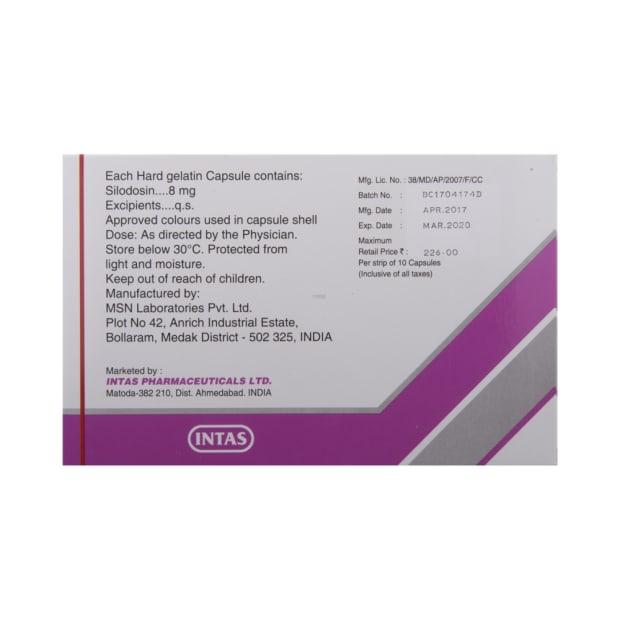 Each Hard gelatin Capsule contains:
Silodosin....8 mg
Excipients....q.s.
Approved colours used in capsule shell
Dose: As directed by the Physician.
Store below 30°C. Protected from
light and moisture.
Keep out of reach of children.
Manufactured by:
MSN Laboratories Pvt. Ltd.
Plot No 42, Anrich Industrial Estate,
Bollaram, Medak District - 502 325, INDIA
Marketed by :
INTAS PHARMACEUTICALS LTD.
Matoda-382 210, Dist. Ahmedabad. INDIA
Mfg. Lic. No. : 38/MD/AP/2007/F/CC
Batch No. : BC1704174D
Mfg. Date : APR.2017
Exp. Date : MAR.2020
Maximum
Retail Price ₹ : 226-00
Per strip of 10 Capsules
(Inclusive of all taxes)
INTAS